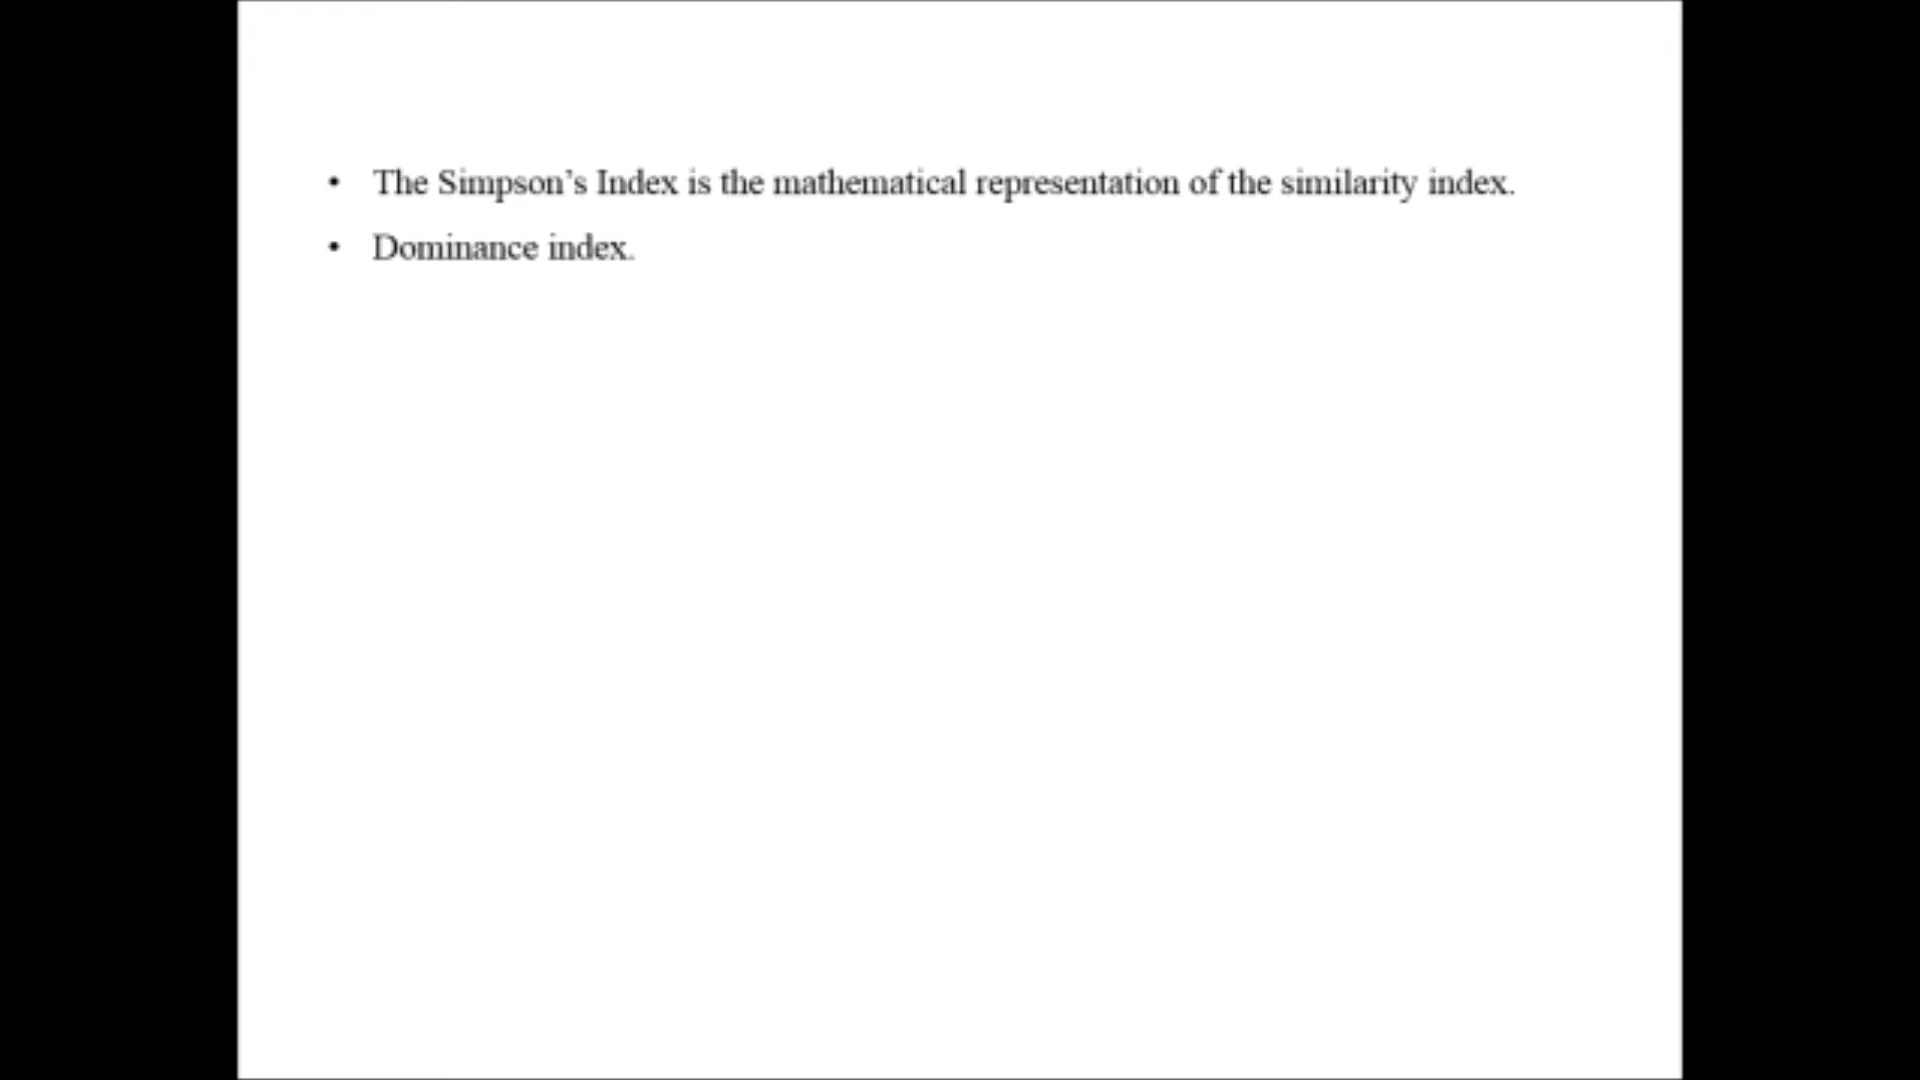 • The Simpson’s Index is the mathematical representation of the similarity index.
• Dominance index.